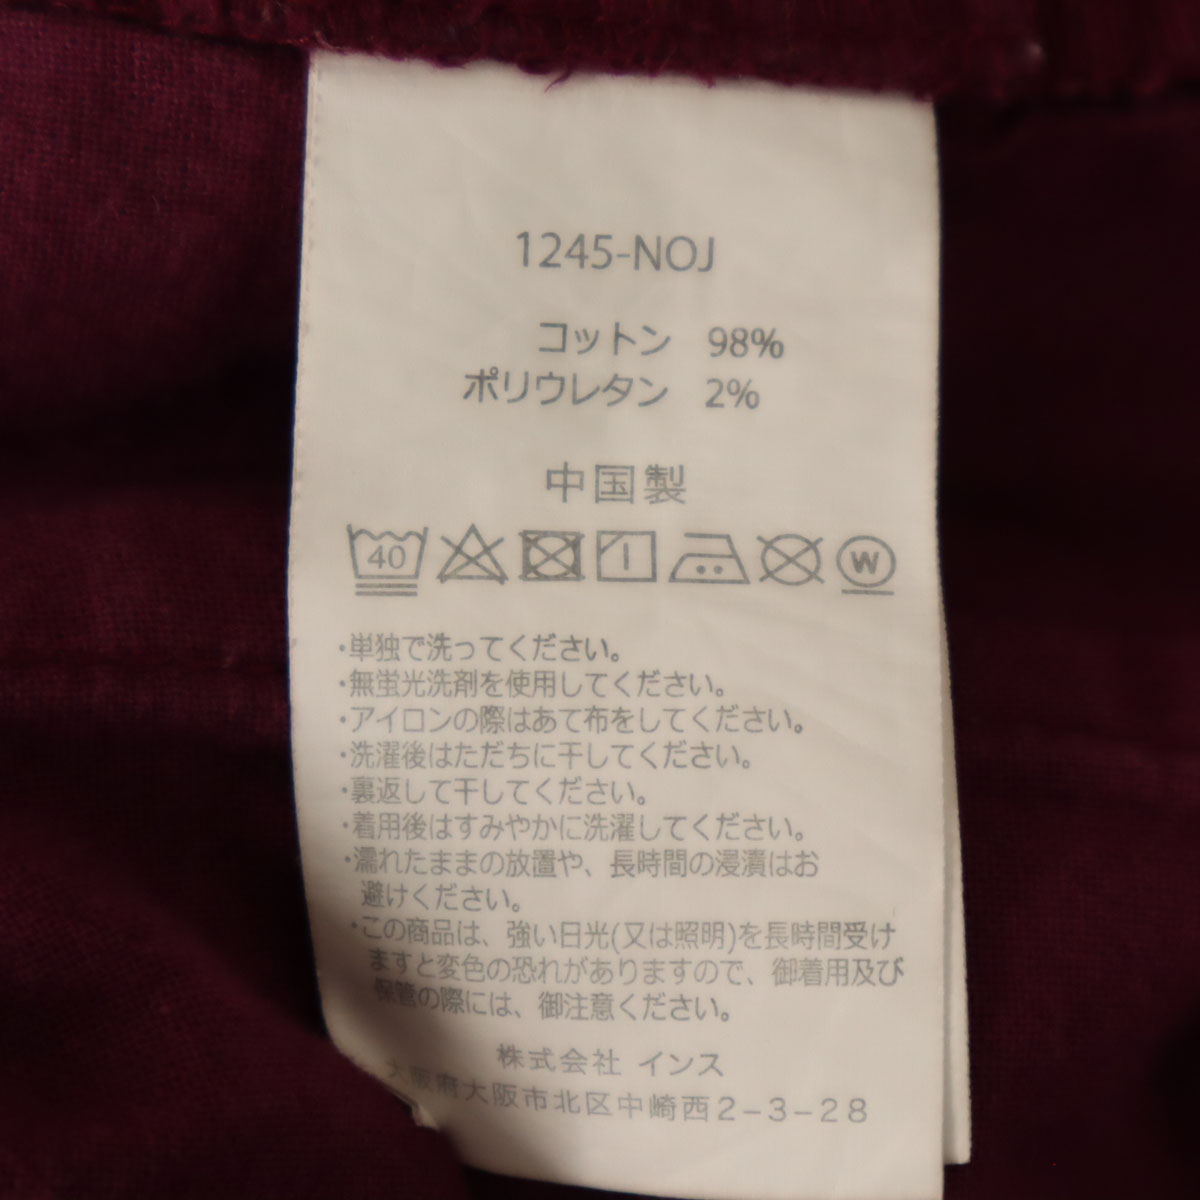 1245-NOJ
コットン 98%
ポリウレタン 2%
中国製
40 W
・単独で洗ってください。
・無蛍光洗剤を使用してください。
・アイロンの際はあて布をしてください。
・洗濯後はただちに干してください。
・裏返して干してください。
・着用後はすみやかに洗濯してください。
・濡れたままの放置や、長時間の浸漬はお
避けください。
・この商品は、強い日光(又は照明)を長時間受け
ますと変色の恐れがありますので、御着用及び
保管の際には、御注意ください。
株式会社 インス
大阪府大阪市北区中崎西2-3-28